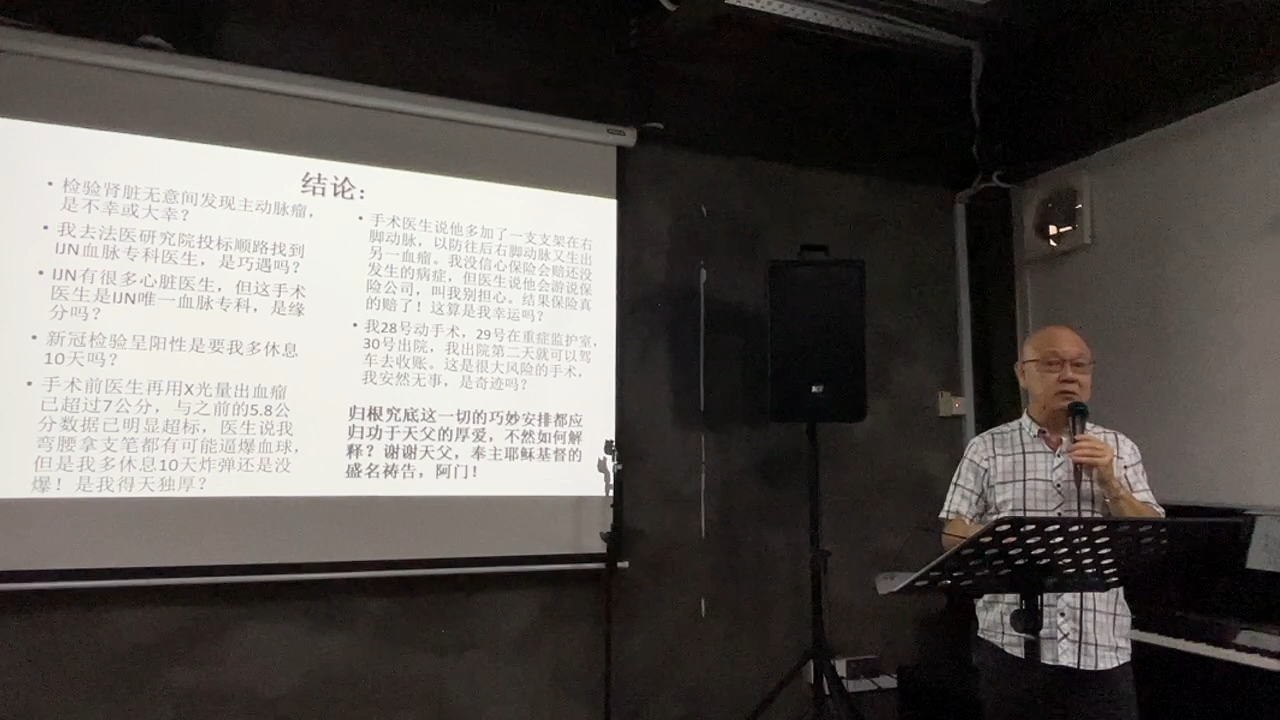 结论：
• 检验肾脏无意间发现主动脉瘤，
是不幸或大幸？
• 我去法医研究院投标顺路找到
IJN血脉专科医生，是巧遇吗？
• IJN有很多心脏医生，但这手术
医生是IJN唯一血脉专科，是缘
分吗？
• 新冠检验呈阳性是要我多休息
10天吗？
• 手术前医生再用X光量出血瘤
已超过7公分，与之前的5.8公
分数据已明显超标，医生说我
弯腰拿支笔都有可能逼爆血球，
但是我多休息10天炸弹还是没
爆！是我得天独厚？
• 手术医生说他多加了一支支架在右
脚动脉，以防往后右脚动脉又生出
另一血瘤。我没信心保险会赔还没
发生的病症，但医生说他会游说保
险公司，叫我别担心。结果保险真
的赔了！这算是我幸运吗？
• 我28号动手术，29号在重症监护室，
30号出院，我出院第二天就可以驾
车去收账。这是很大风险的手术，
我安然无事，是奇迹吗？
归根究底这一切的巧妙安排都应
归功于天父的厚爱，不然如何解
释？谢谢天父，奉主耶稣基督的
盛名祷告，阿门！